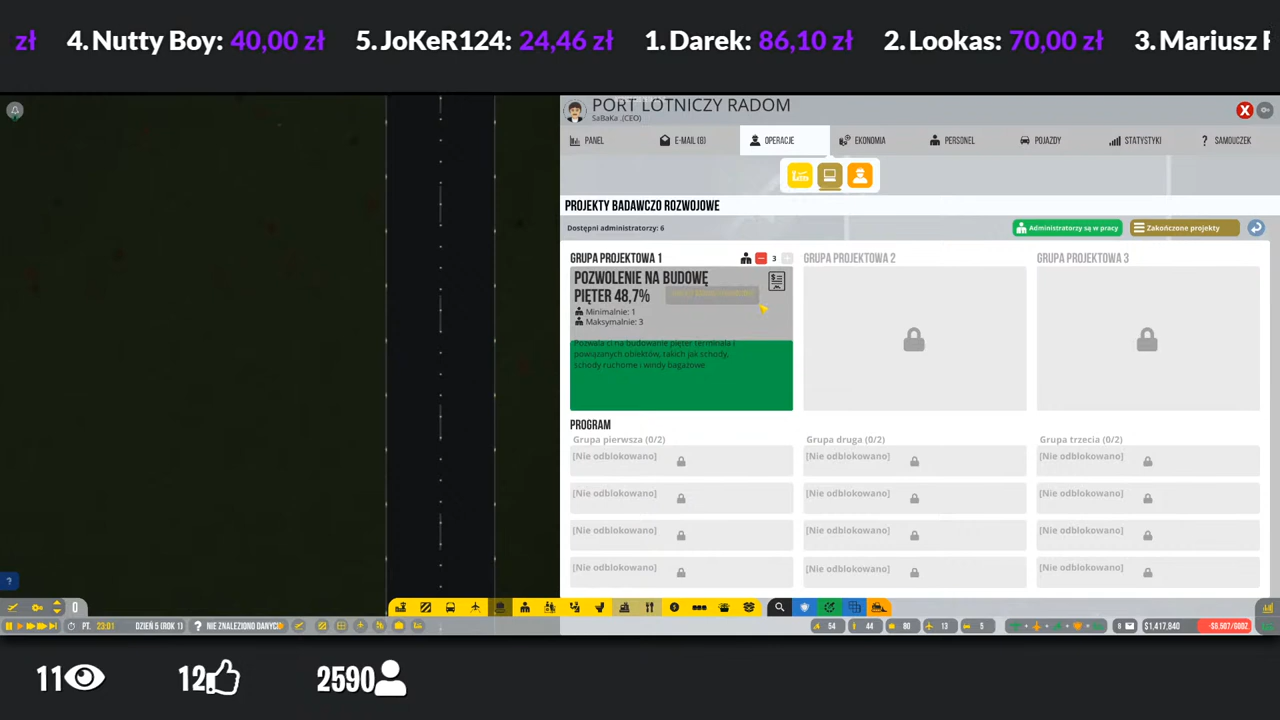 zł 4. Nutty Boy: 40,00 zł 5. JoKeR124: 24,46 zł 1. Darek: 86,10 zł 2. Lookas: 70,00 zł 3. Mariusz
PORT LOTNICZY RADOM
SaBaKa .(CEO)
PANEL E-MAIL (8) OPERACJE EKONOMIA PERSONEL POJAZDY STATYSTYKI ? SAMOUCZEK
PROJEKTY BADAWCZO ROZWOJOWE
Dostępni administratorzy: 6
Administratorzy są w pracy
Zakończone projekty
GRUPA PROJEKTOWA 1 3 GRUPA PROJEKTOWA 2 GRUPA PROJEKTOWA 3
POZWOLENIE NA BUDOWĘ
PIĘTER 48,7%
Minimalnie: 1
Maksymalnie: 3
Pozwala ci na budowanie pięter terminala i
powiązanych obiektów, takich jak schody,
schody ruchome i windy bagażowe
PROGRAM
Grupa pierwsza (0/2) Grupa druga (0/2) Grupa trzecia (0/2)
[Nie odblokowano] [Nie odblokowano] [Nie odblokowano]
[Nie odblokowano] [Nie odblokowano] [Nie odblokowano]
[Nie odblokowano] [Nie odblokowano] [Nie odblokowano]
[Nie odblokowano] [Nie odblokowano] [Nie odblokowano]
?
0
PT. 23:01 DZIEŃ 5 (ROK 1) ? NIE ZNALEZIONO DANYCH
54 44 80 13 5 8 $1,417,840
11 12 2590